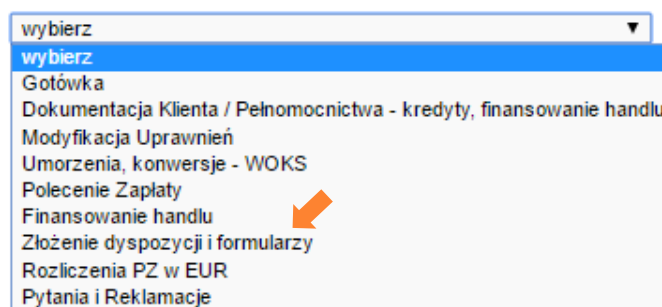 wybierz
wybierz
Gotówka
Dokumentacja Klienta / Pełnomocnictwa - kredyty, finansowanie handlu
Modyfikacja Uprawnień
Umorzenia, konwersje - WOKS
Polecenie Zapłaty
Finansowanie handlu
Złożenie dyspozycji i formularzy
Rozliczenia PZ w EUR
Pytania i Reklamacje